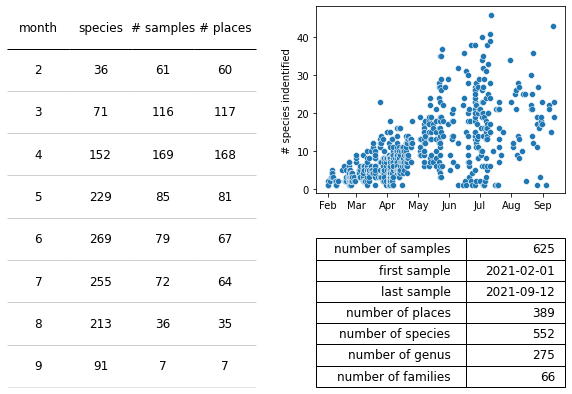 month species # samples # places
2 36 61 60
3 71 116 117
4 152 169 168
5 229 85 81
6 269 79 67
7 255 72 64
8 213 36 35
9 91 7 7
# species indentified
40
30
20
10
0
Feb Mar Apr May Jun Jul Aug Sep
number of samples 625
first sample 2021-02-01
last sample 2021-09-12
number of places 389
number of species 552
number of genus 275
number of families 66